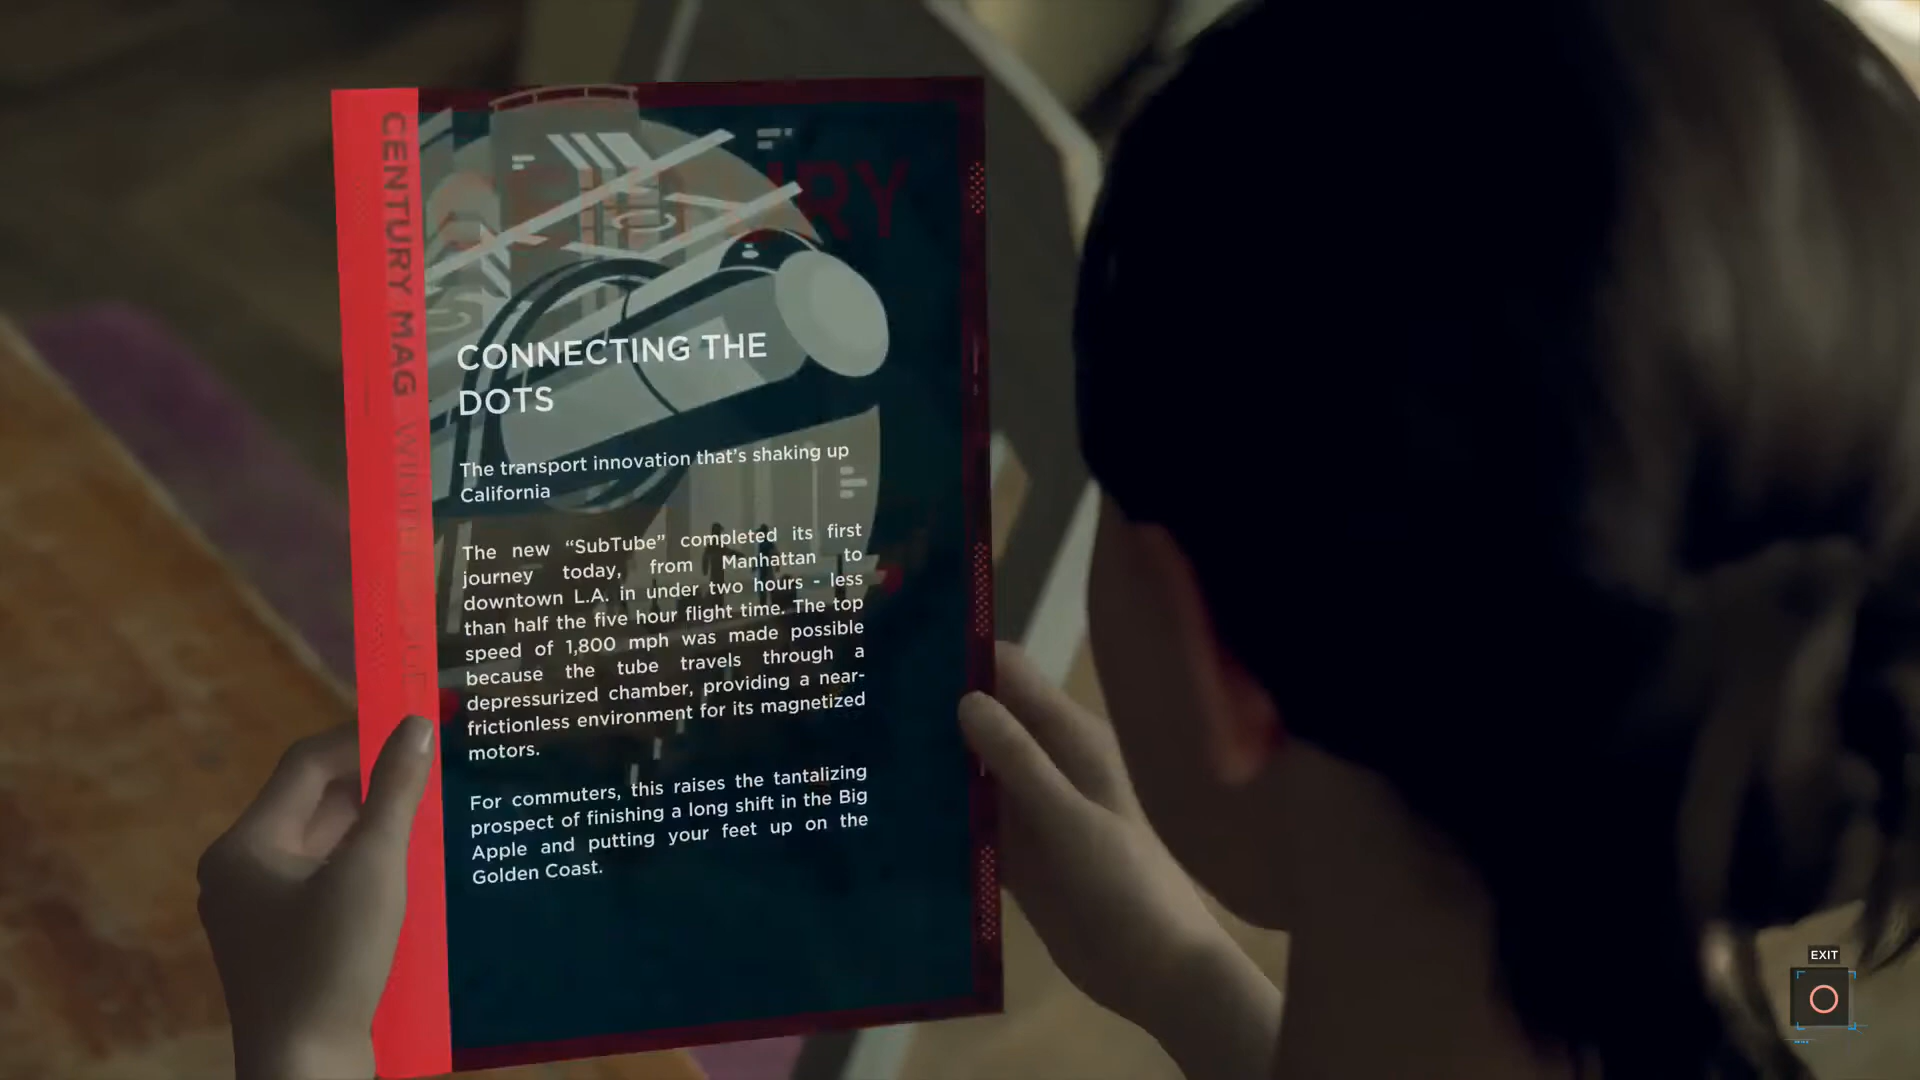 CENTURY MAG
CENTURY
CONNECTING THE
DOTS
The transport innovation that's shaking up
California
The new “SubTube” completed its first
journey today, from Manhattan to
downtown L.A. in under two hours - less
than half the five hour flight time. The top
speed of 1,800 mph was made possible
because the tube travels through a
depressurized chamber, providing a near-
frictionless environment for its magnetized
motors.
For commuters, this raises the tantalizing
prospect of finishing a long shift in the Big
Apple and putting your feet up on the
Golden Coast.
EXIT